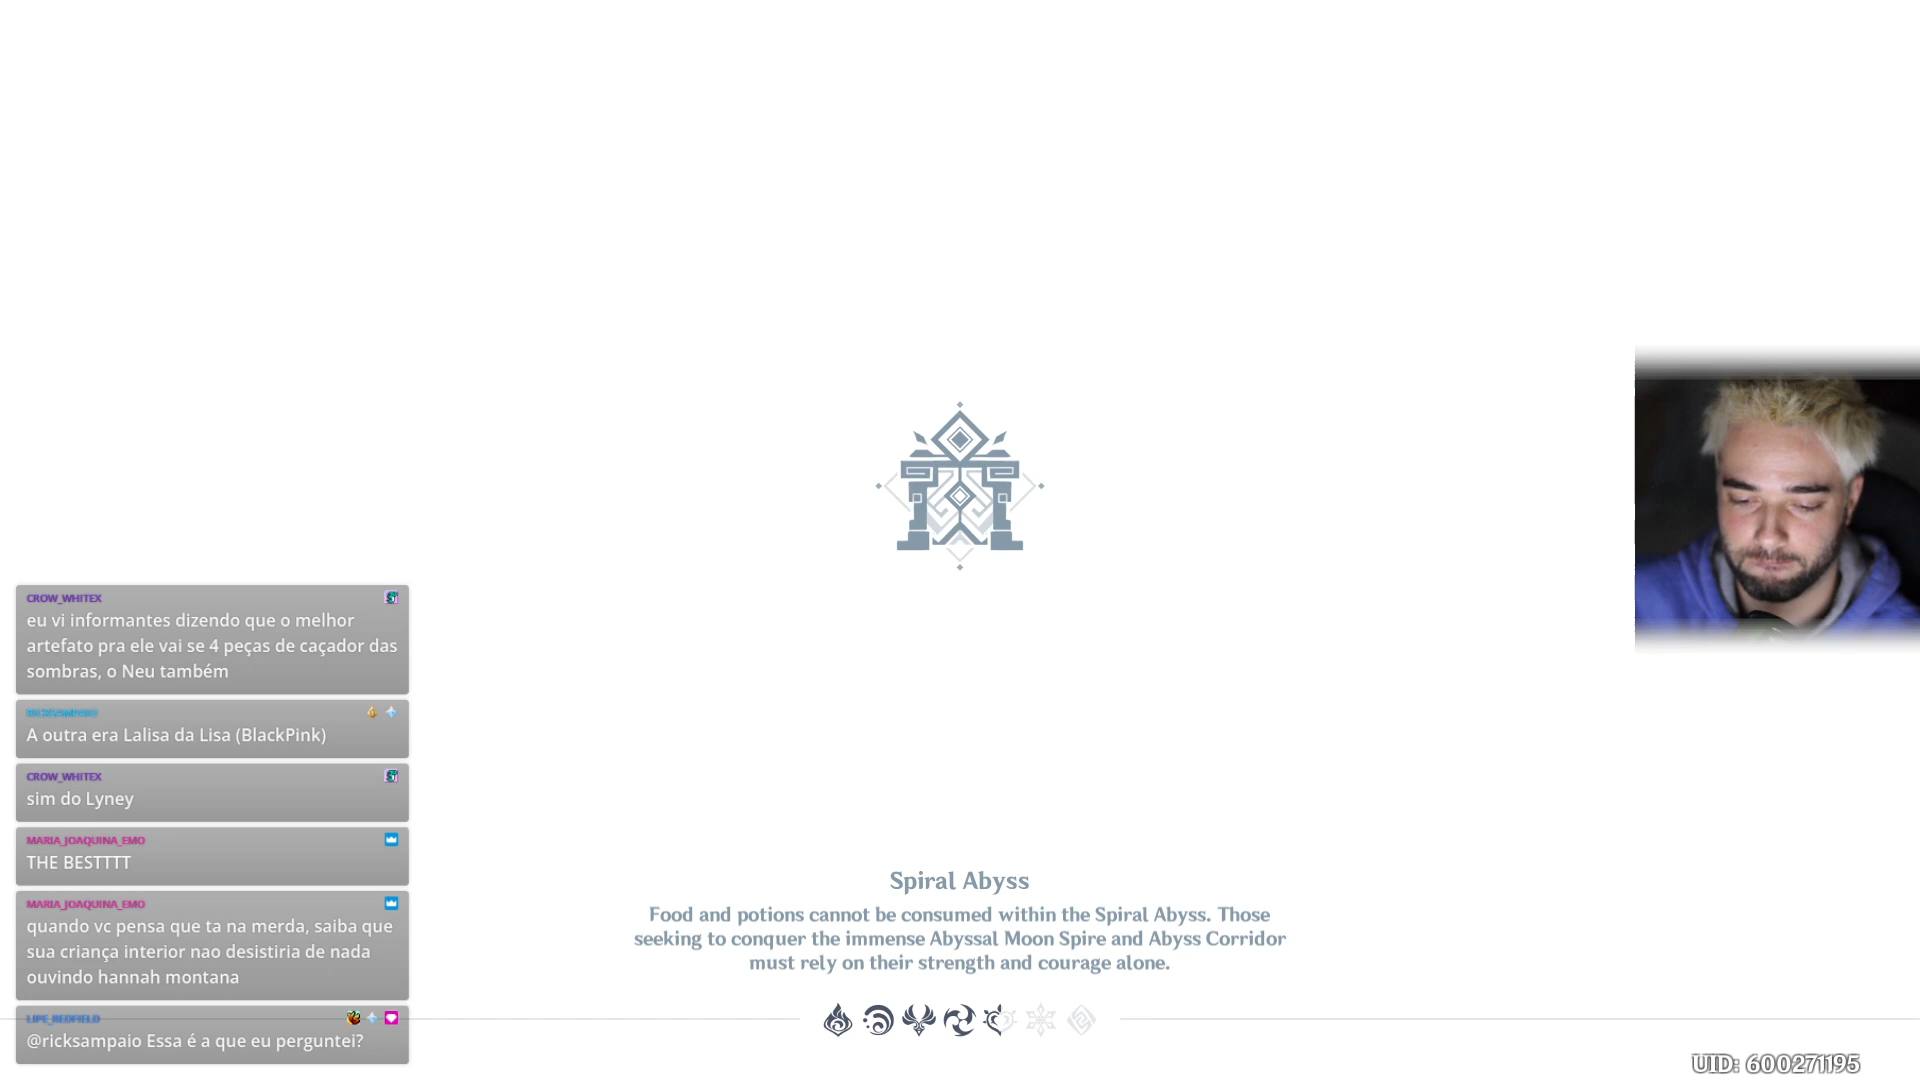 CROW_WHITEX
eu vi informantes dizendo que o melhor
artefato pra ele vai se 4 peças de caçador das
sombras, o Neu também
RICKSAMPAIO
A outra era Lalisa da Lisa (BlackPink)
CROW_WHITEX
sim do Lyney
MARIA_JOAQUINA_EMO
THE BESTTTT
MARIA_JOAQUINA_EMO
quando vc pensa que ta na merda, saiba que
sua criança interior nao desistiria de nada
ouvindo hannah montana
LIPE_REDFIELD
@ricksampaio Essa é a que eu perguntei?
Spiral Abyss
Food and potions cannot be consumed within the Spiral Abyss. Those
seeking to conquer the immense Abyssal Moon Spire and Abyss Corridor
must rely on their strength and courage alone.
UID: 600271195